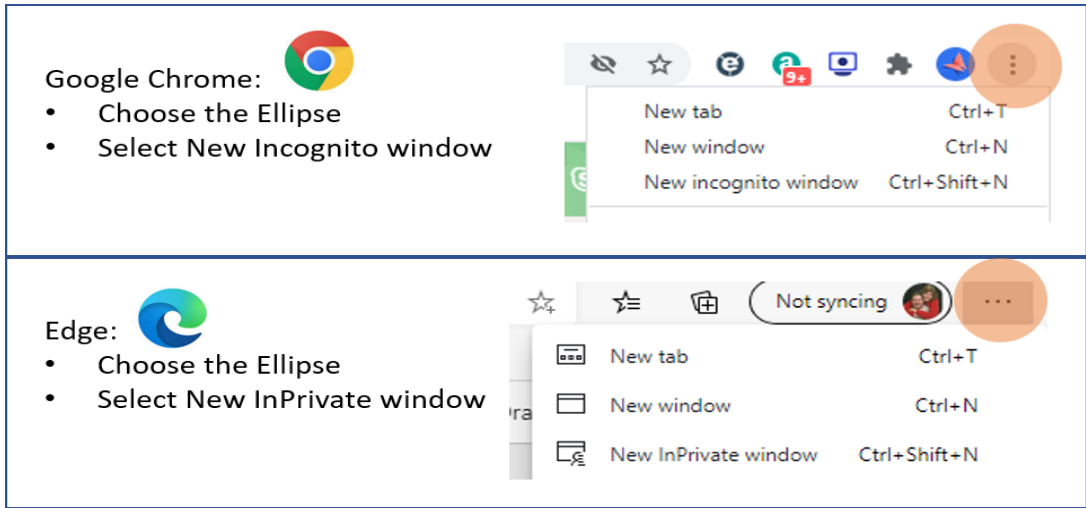 Google Chrome:
• Choose the Ellipse
• Select New Incognito window
9+
New tab Ctrl+T
New window Ctrl+N
New incognito window Ctrl+Shift+N
Edge:
• Choose the Ellipse
• Select New InPrivate window
Not syncing
New tab Ctrl+T
New window Ctrl+N
New InPrivate window Ctrl+Shift+N